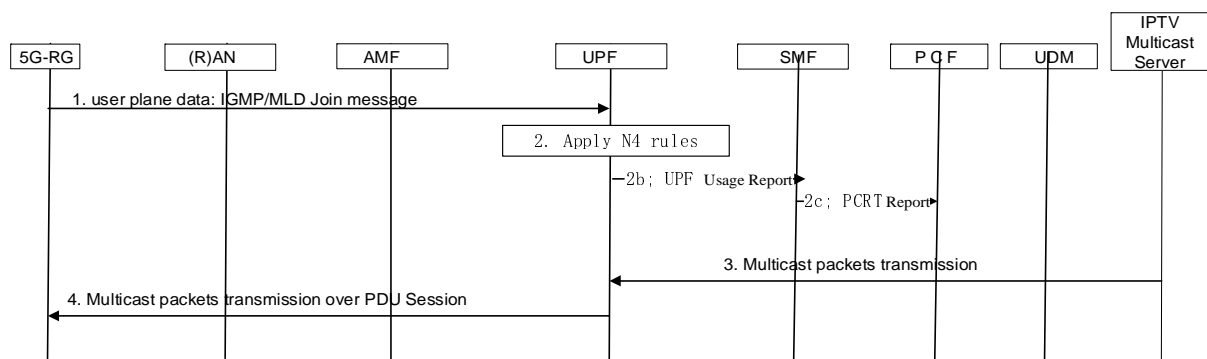 5G-RG
(R)AN
AMF
UPF
SMF
PCF
UDM
IPTV
Multicast
Server
1. user plane data: IGMP/MLD Join message
2. Apply N4 rules
2b; UPF Usage Report
2c; PCRT Report
3. Multicast packets transmission
4. Multicast packets transmission over PDU Session